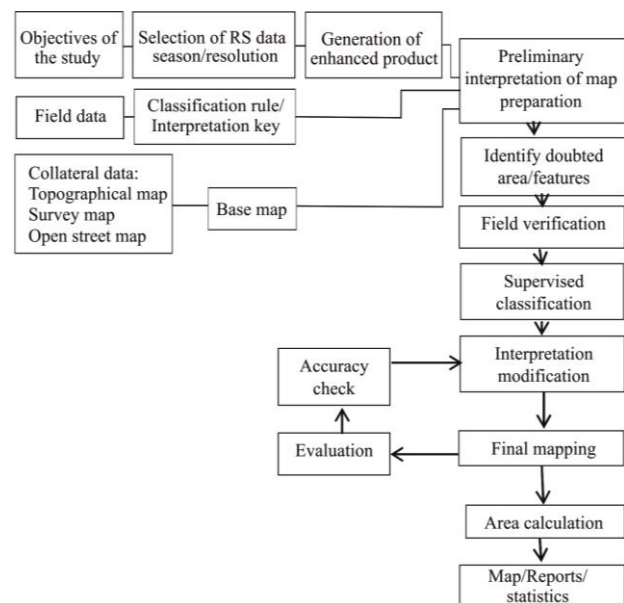 Objectives of
the study
Selection of RS data
season/resolution
Generation of
enhanced product
Preliminary
interpretation of map
preparation
Field data
Classification rule/
Interpretation key
Collateral data:
Topographical map
Survey map
Open street map
Base map
Identify doubted
area/features
Field verification
Supervised
classification
Interpretation
modification
Accuracy
check
Evaluation
Final mapping
Area calculation
Map/Reports/
statistics